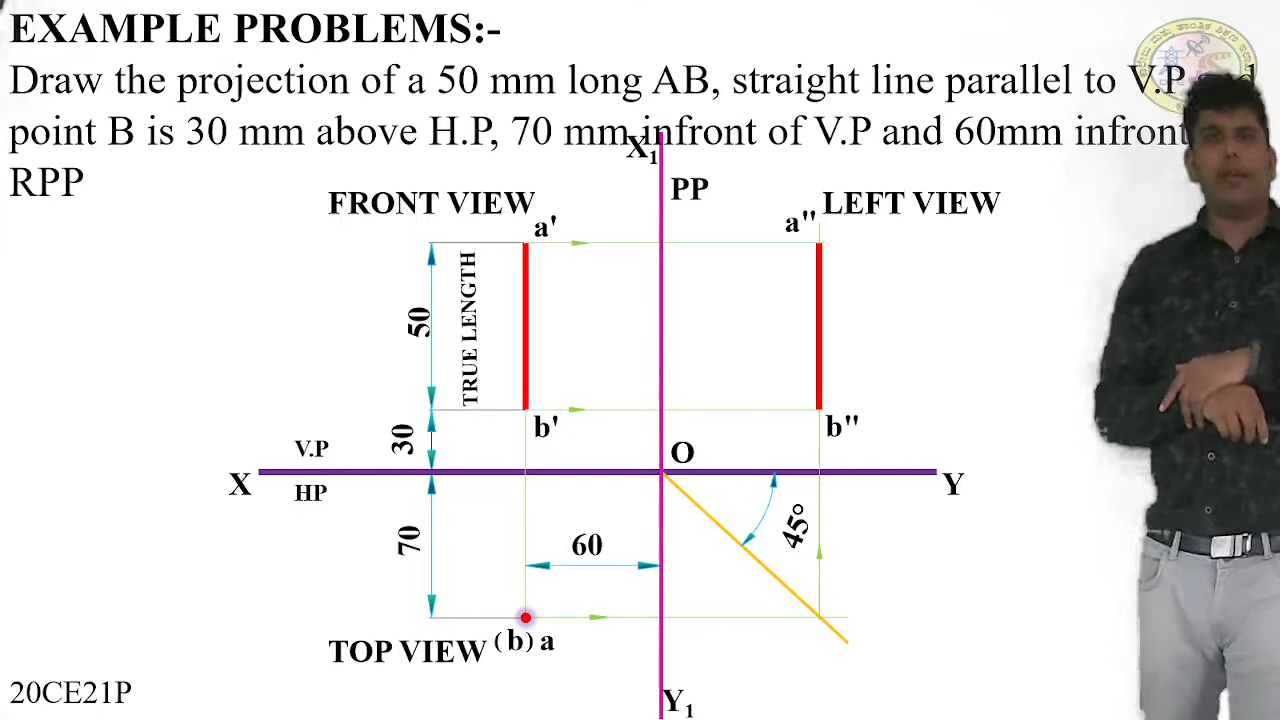 EXAMPLE PROBLEMS:-
Draw the projection of a 50 mm long AB, straight line parallel to V.P and
point B is 30 mm above H.P, 70 mm infront of V.P and 60mm infront
RPP
X1
PP
FRONT VIEW
LEFT VIEW
a'
a"
50
TRUE LENGTH
b'
b"
30
V.P
O
X
HP
Y
70
60
45°
TOP VIEW
(b) a
20CE21P
Y1